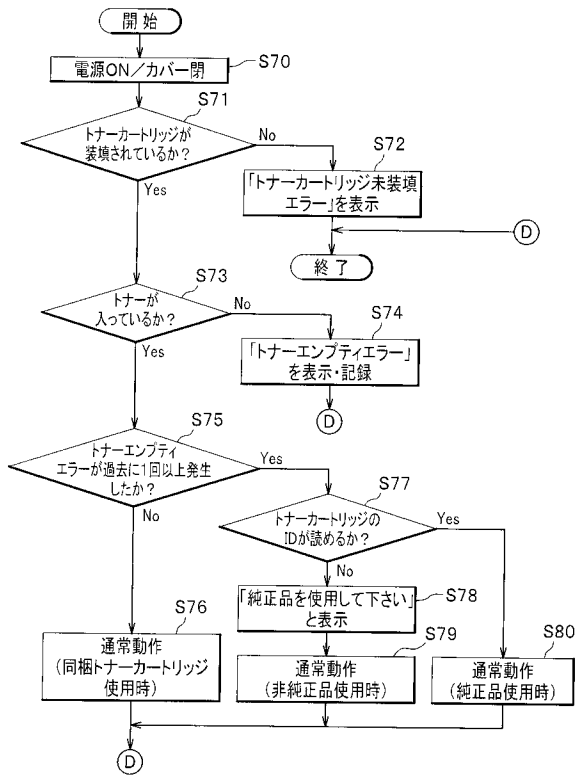 開 始
電源ON／カバー閉
S70
S71
トナーカートリッジが
装填されているか？
No
Yes
S72
「トナーカートリッジ未装填
エラー」を表示
D
終 了
S73
トナーが
入っているか？
No
Yes
S74
「トナーエンプティエラー」
を表示・記録
D
S75
トナーエンプティ
エラーが過去に1回以上発生
したか？
Yes
No
S77
トナーカートリッジの
IDが読めるか？
Yes
No
S78
「純正品を使用して下さい」
と表示
S76
通常動作
（同梱トナーカートリッジ
使用時）
S79
通常動作
（非純正品使用時）
S80
通常動作
（純正品使用時）
D